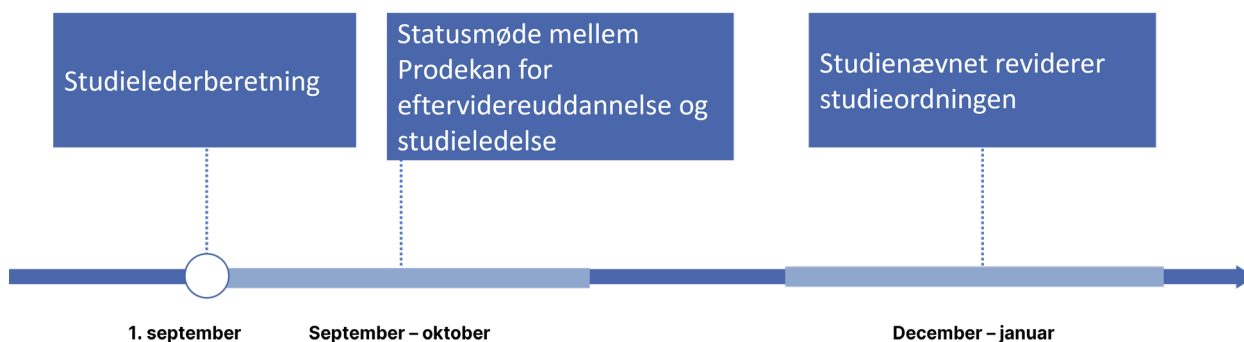 Studielederberetning
Statusmøde mellem
Prodekan for
eftervidereuddannelse og
studieledelse
Studienævnet reviderer
studieordningen
1. september
September – oktober
December – januar